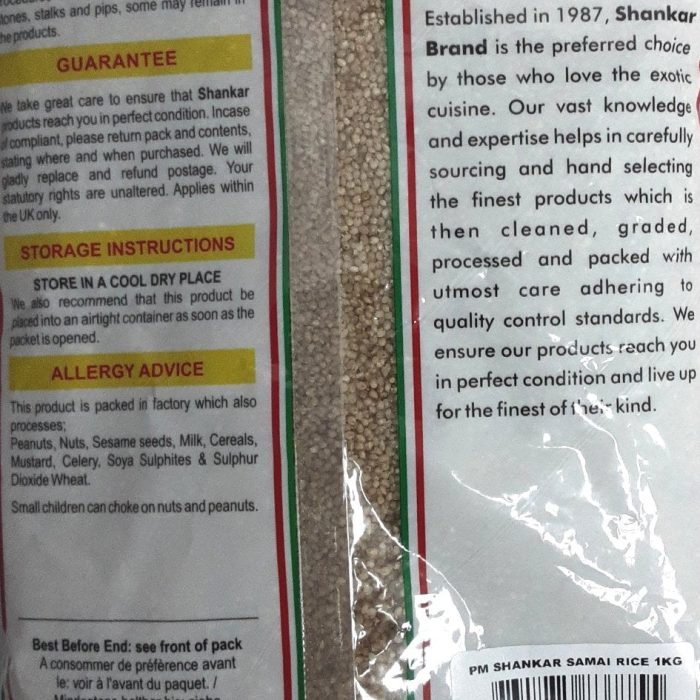 stones, stalks and pips, some may remain in
the products.
GUARANTEE
We take great care to ensure that Shankar
products reach you in perfect condition. Incase
of compliant, please return pack and contents,
stating where and when purchased. We will
gladly replace and refund postage. Your
statutory rights are unaltered. Applies within
the UK only.
STORAGE INSTRUCTIONS
STORE IN A COOL DRY PLACE
We also recommend that this product be
placed into an airtight container as soon as the
packet is opened.
ALLERGY ADVICE
This product is packed in factory which also
processes;
Peanuts, Nuts, Sesame seeds, Milk, Cereals,
Mustard, Celery, Soya Sulphites & Sulphur
Dioxide Wheat.
Small children can choke on nuts and peanuts.
Best Before End: see front of pack
A consommer de préfèrence avant
le: voir à l'avant du paquet. /
Established in 1987, Shankar
Brand is the preferred choice
by those who love the exotic
cuisine. Our vast knowledge
and expertise helps in carefully
sourcing and hand selecting
the finest products which is
then cleaned, graded,
processed and packed with
utmost care adhering to
quality control standards. We
ensure our products reach you
in perfect condition and live up
for the finest of their kind.
PM SHANKAR SAMAI RICE 1KG